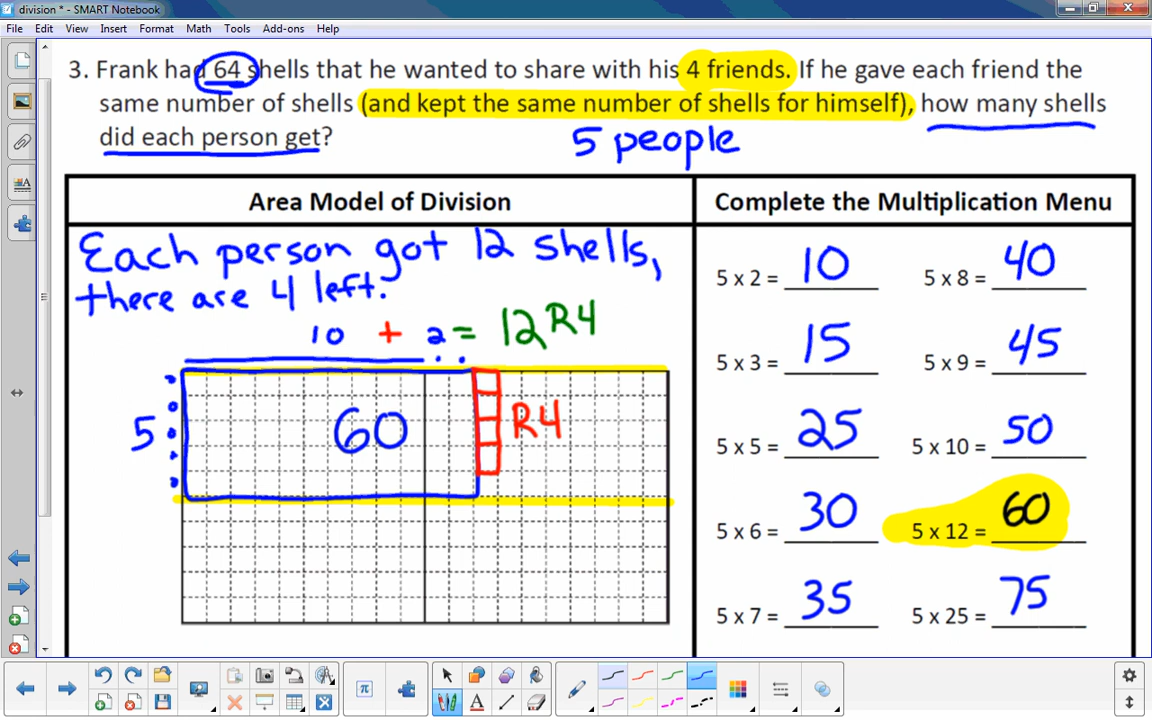 division * - SMART Notebook
File Edit View Insert Format Math Tools Add-ons Help
3. Frank had 64 shells that he wanted to share with his 4 friends. If he gave each friend the
same number of shells (and kept the same number of shells for himself), how many shells
did each person get?
5 people
Area Model of Division
Complete the Multiplication Menu
Each person got 12 shells,
there are 4 left.
10 + 2 = 12 R4
5
60
R4
5 x 2 = 10
5 x 8 = 40
5 x 3 = 15
5 x 9 = 45
5 x 5 = 25
5 x 10 = 50
5 x 6 = 30
5 x 12 = 60
5 x 7 = 35
5 x 25 = 75